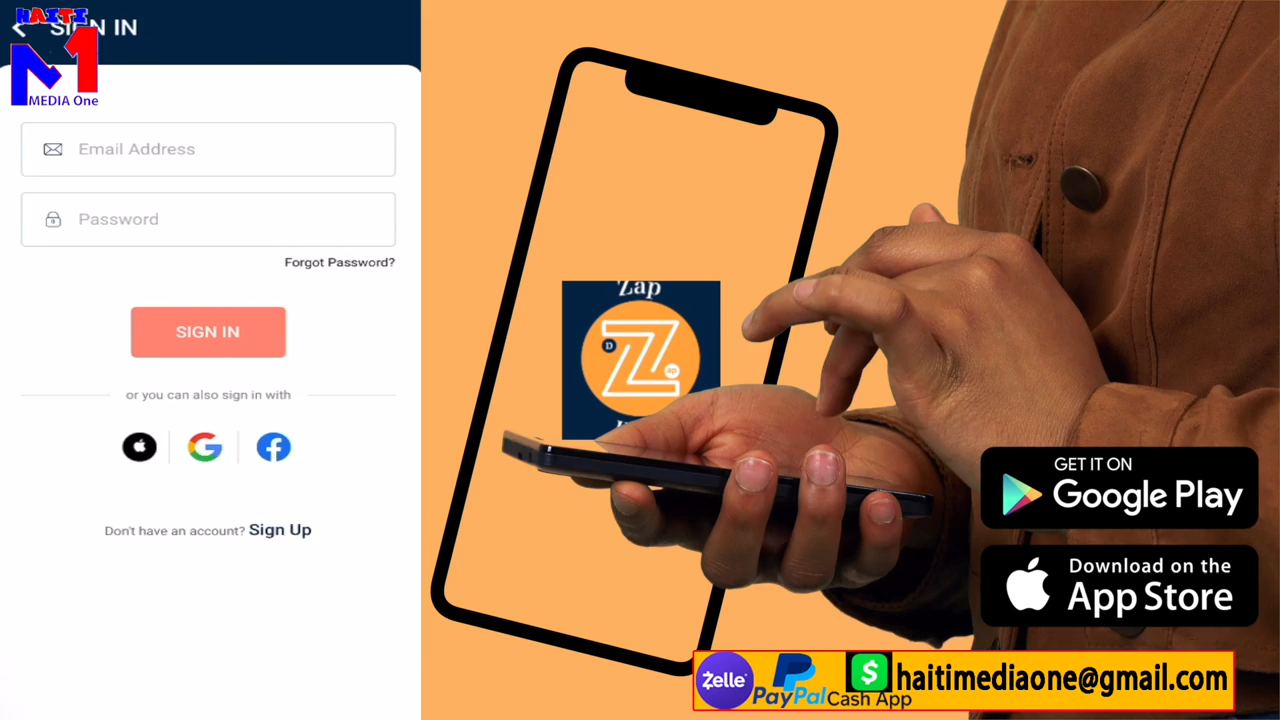 HAITI
SIGN IN
M1
MEDIA One
Email Address
Password
Forgot Password?
SIGN IN
or you can also sign in with
Don't have an account? Sign Up
Zap
D
Z
ap
GET IT ON
Google Play
Download on the
App Store
Zelle
PayPal
$
Cash App
haitimediaone@gmail.com